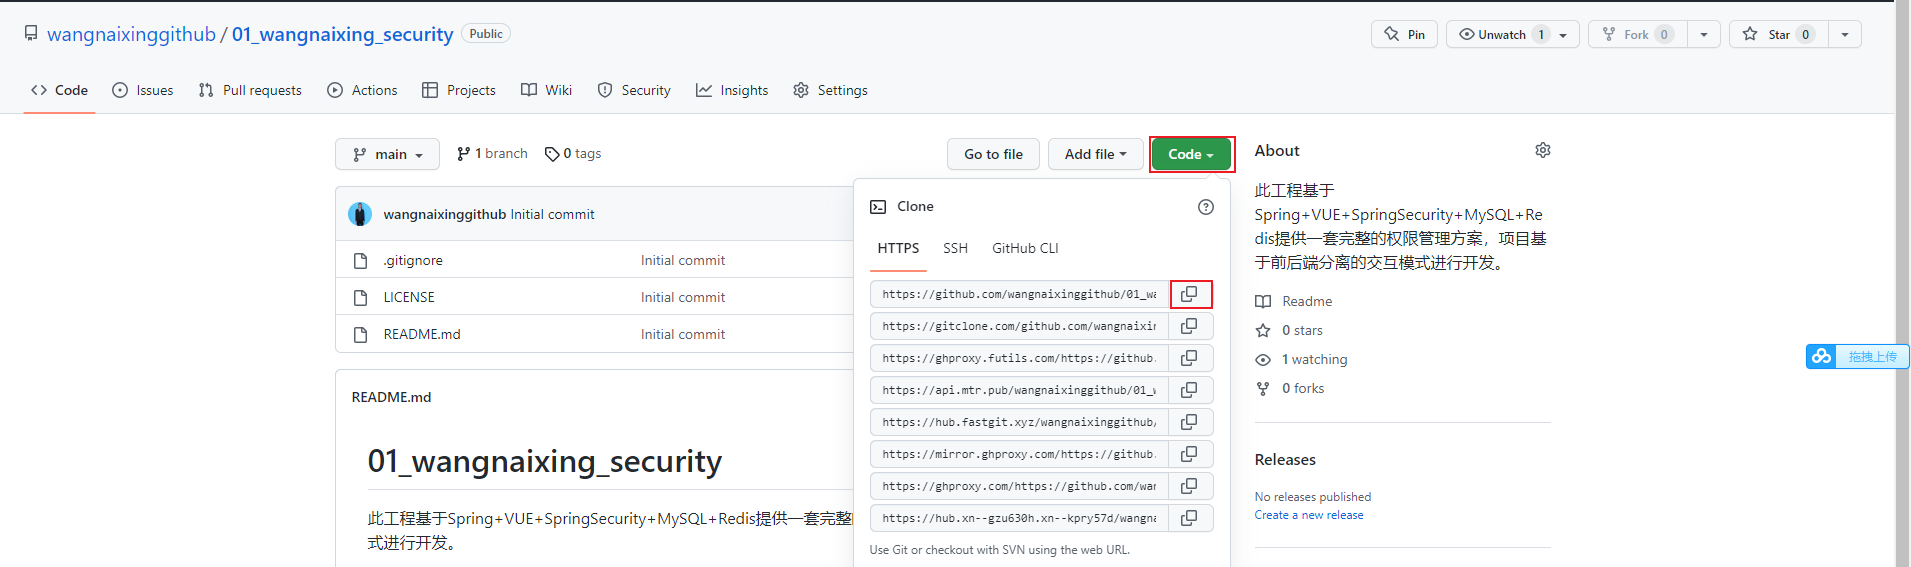 wangnaixinggithub / 01_wangnaixing_security Public
Pin
Unwatch 1
Fork 0
Star 0
Code
Issues
Pull requests
Actions
Projects
Wiki
Security
Insights
Settings
main
1 branch
0 tags
Go to file
Add file
Code
wangnaixinggithub Initial commit
.gitignore Initial commit
LICENSE Initial commit
README.md Initial commit
README.md
01_wangnaixing_security
此工程基于Spring+VUE+SpringSecurity+MySQL+Redis提供一套完整
式进行开发。
Clone
HTTPS
SSH
GitHub CLI
https://github.com/wangnaixinggithub/01_wa
https://gitclone.com/github.com/wangnaixin
https://ghproxy.futils.com/https://github.
https://api.mtr.pub/wangnaixinggithub/01_w
https://hub.fastgit.xyz/wangnaixinggithub/
https://mirror.ghproxy.com/https://github.
https://ghproxy.com/https://github.com/wan
https://hub.xn--gzu630h.xn--kpry57d/wangna
Use Git or checkout with SVN using the web URL.
About
此工程基于
Spring+VUE+SpringSecurity+MySQL+Re
dis提供一套完整的权限管理方案，项目基
于前后端分离的交互模式进行开发。
Readme
0 stars
1 watching
0 forks
Releases
No releases published
Create a new release
拖拽上传